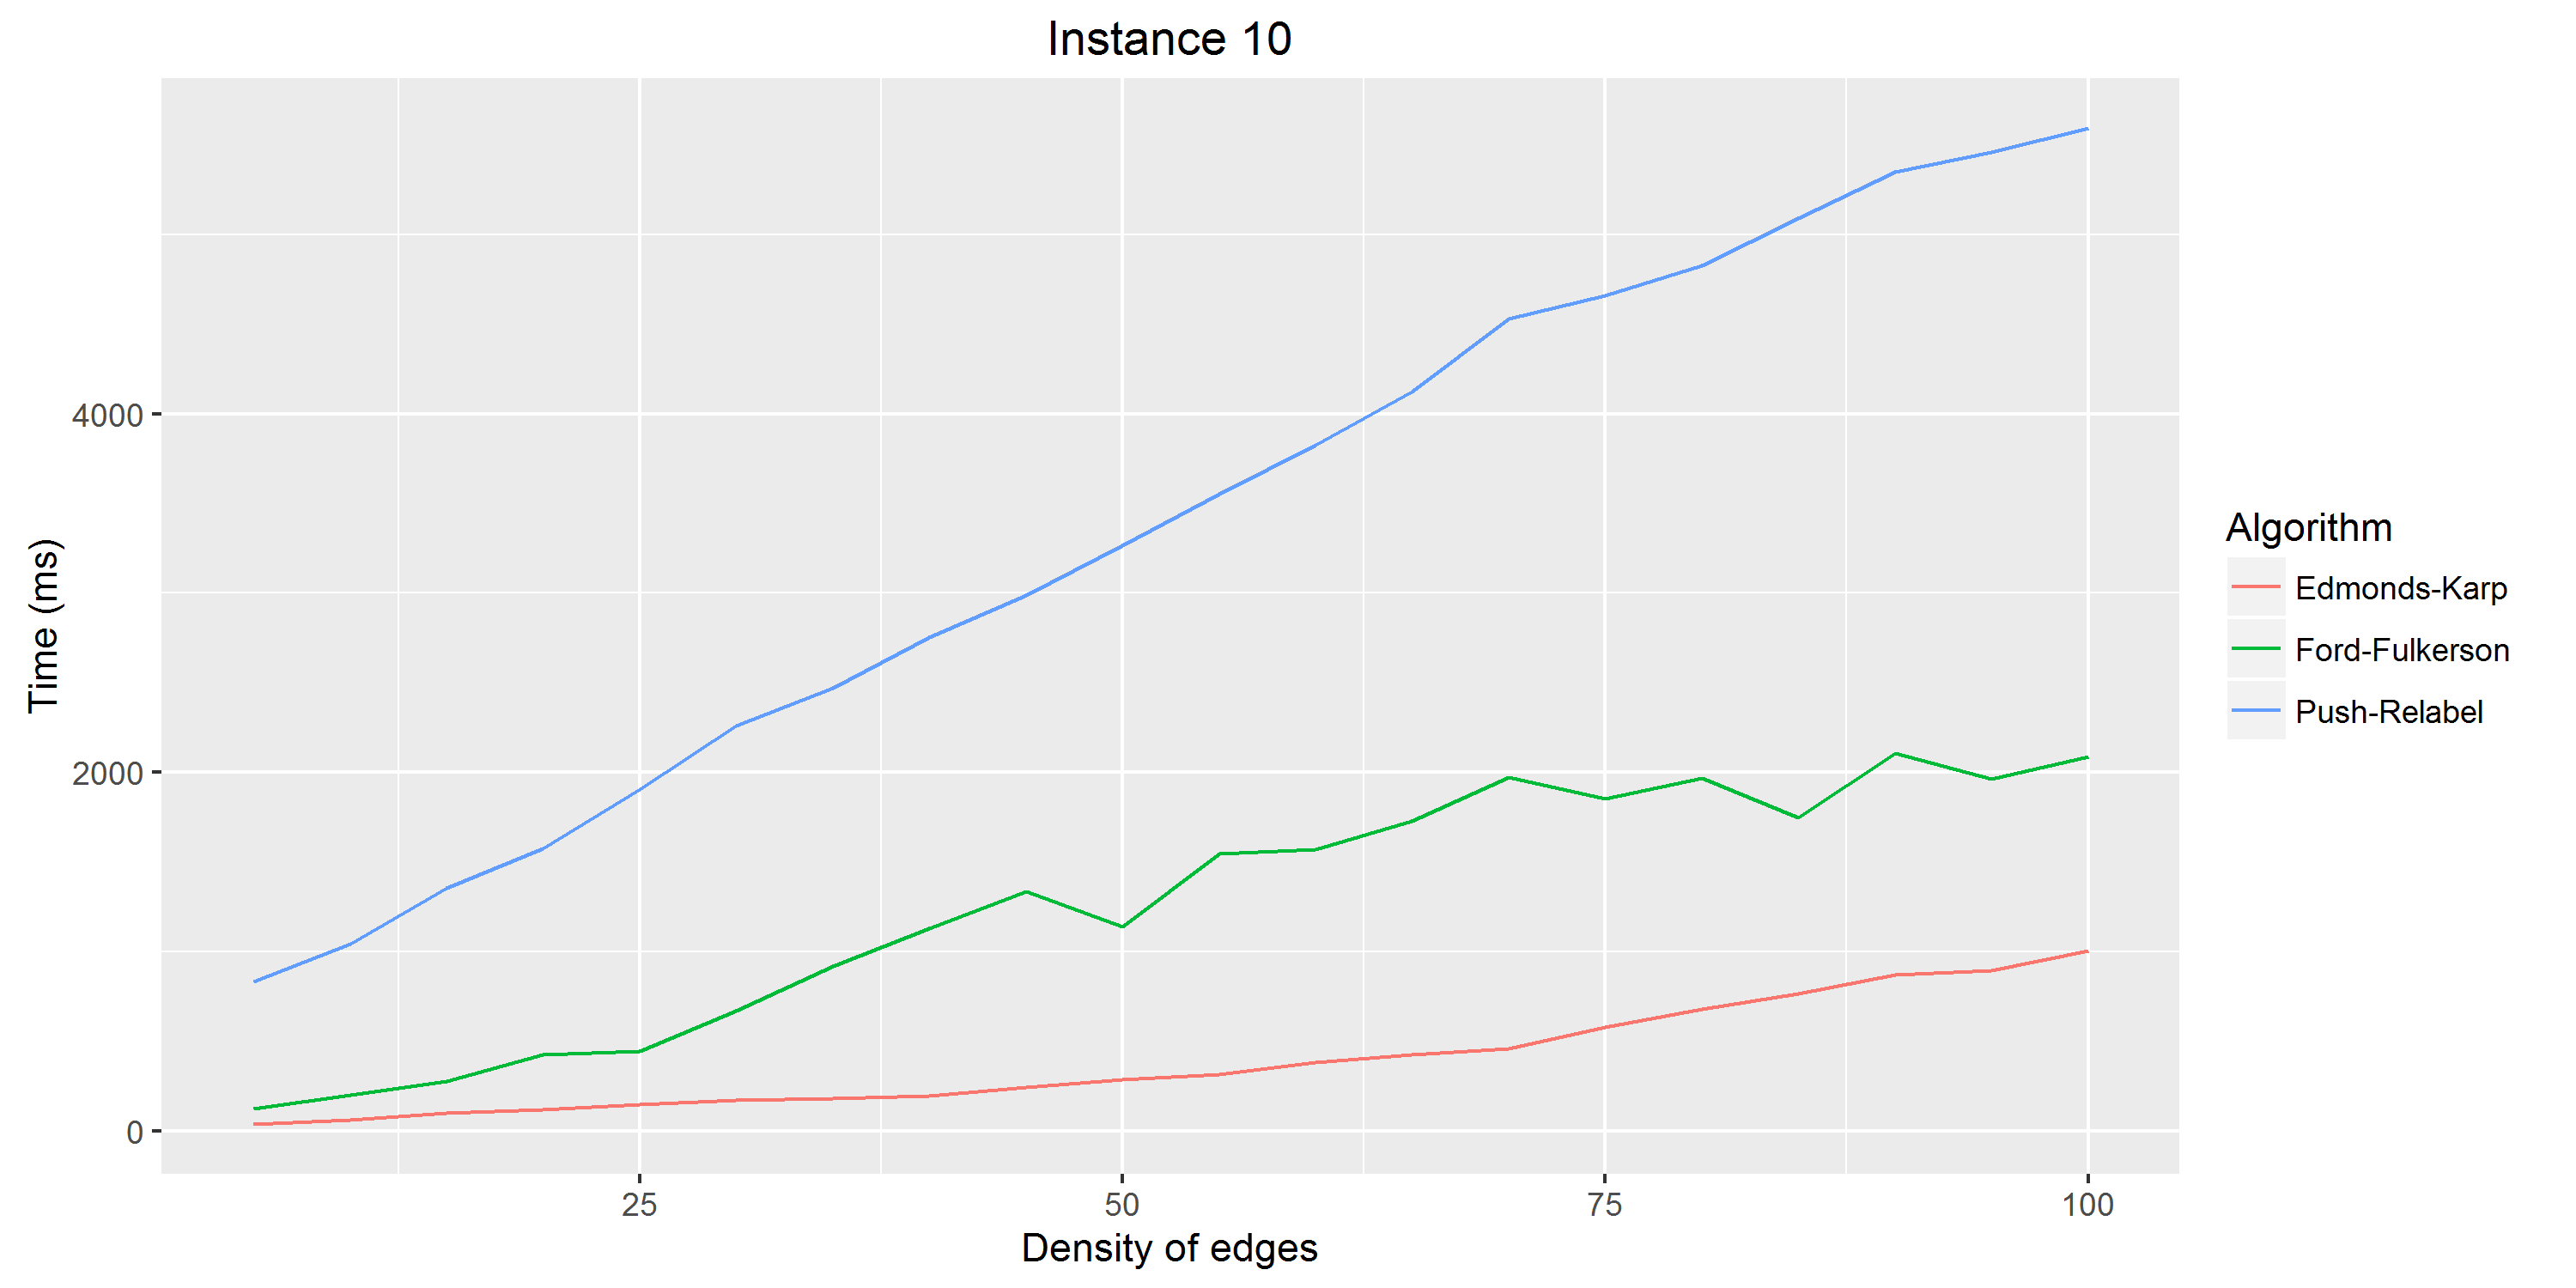 Instance 10
Time (ms)
4000
2000
0
25 50 75 100
Density of edges
Algorithm
Edmonds-Karp
Ford-Fulkerson
Push-Relabel